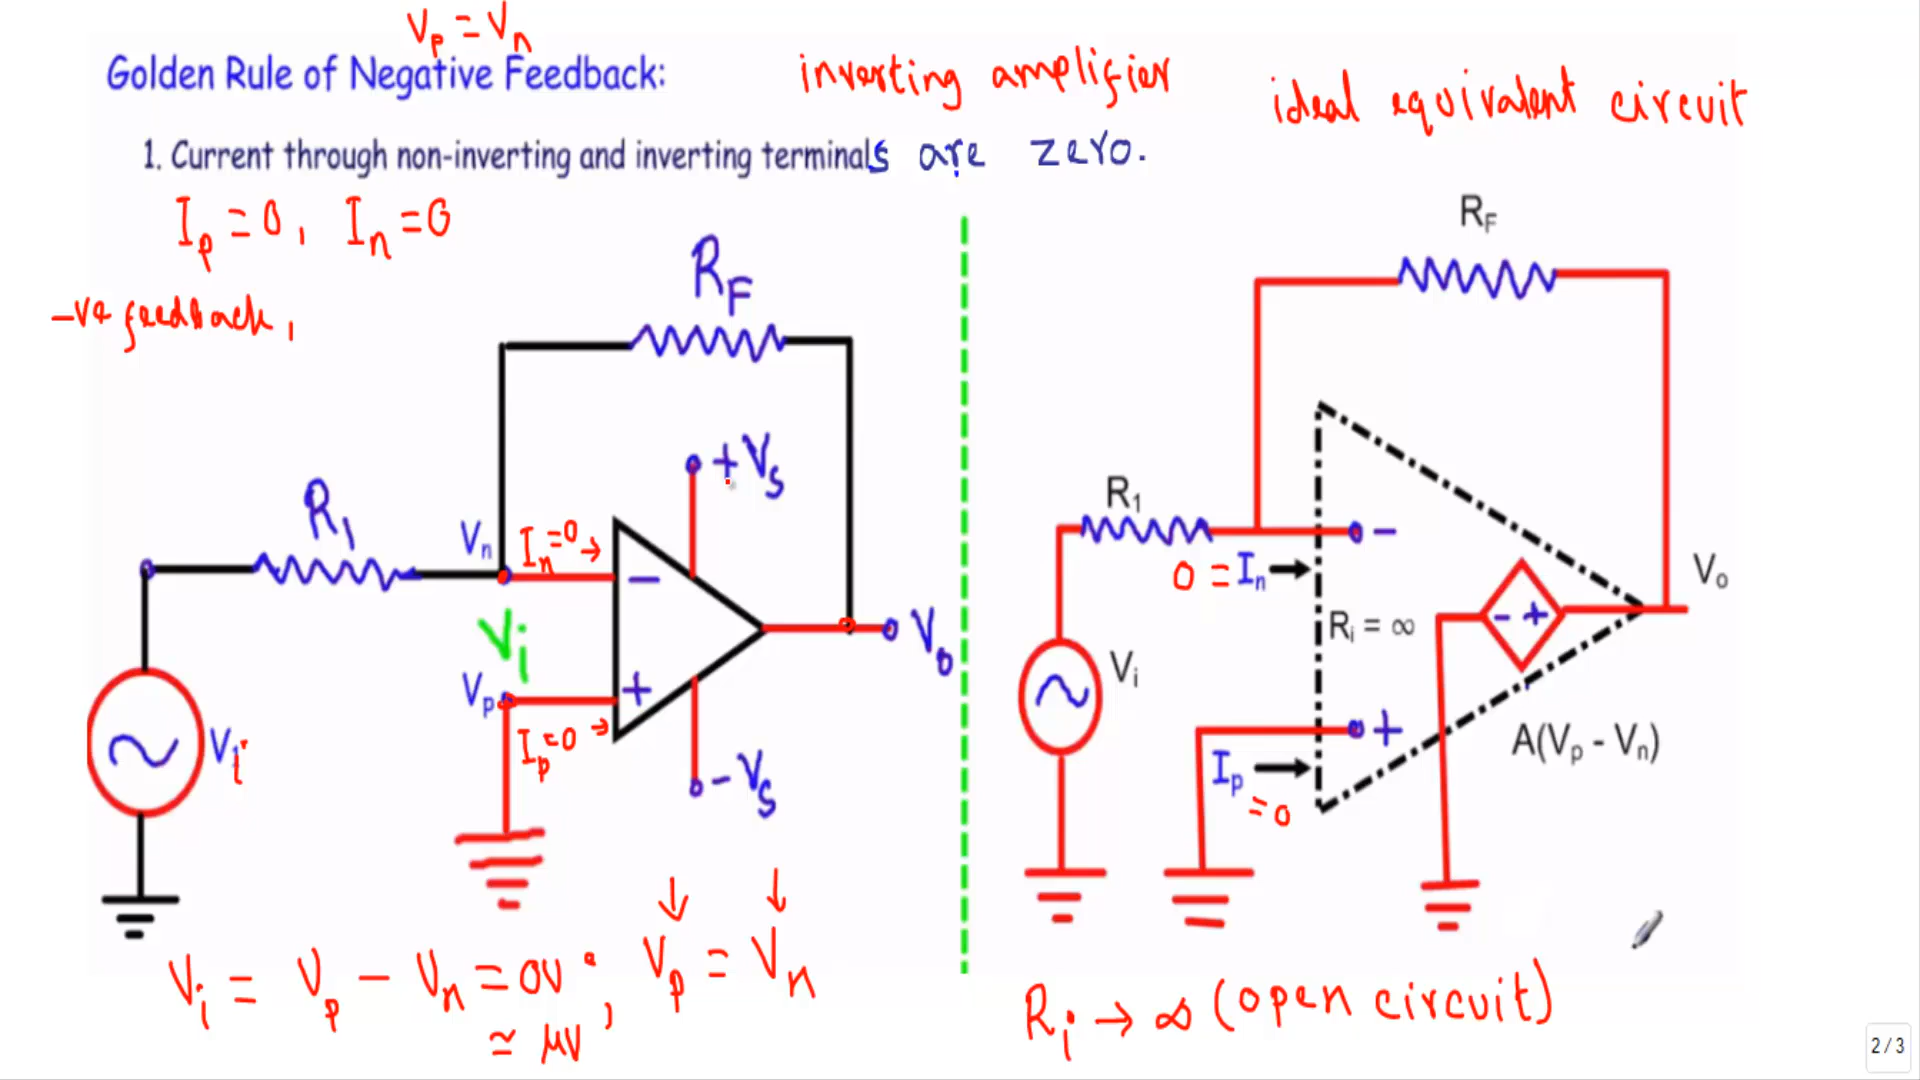 Vp = Vn
Golden Rule of Negative Feedback:
inverting amplifier
ideal equivalent circuit
1. Current through non-inverting and inverting terminals are zero.
Ip = 0, In = 0
-ve feedback,
RF
+Vs
R1
Vn
In=0 →
−
Vi
Vo
Vp
+
Ip=0 →
Vi
-Vs
Vi = Vp - Vn = 0V, Vp = Vn
≈ μV
RF
R1
−
0 = In
Vo
Ri = ∞
- +
Vi
+
A(Vp - Vn)
Ip
=0
Ri → ∞ (open circuit)
2 / 3